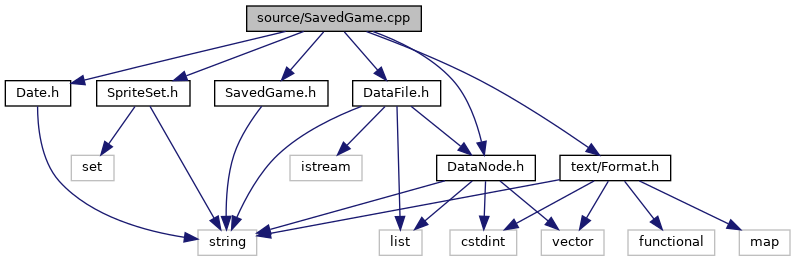 source/SavedGame.cpp
Date.h
SpriteSet.h
SavedGame.h
DataFile.h
set
istream
DataNode.h
text/Format.h
string
list
cstdint
vector
functional
map